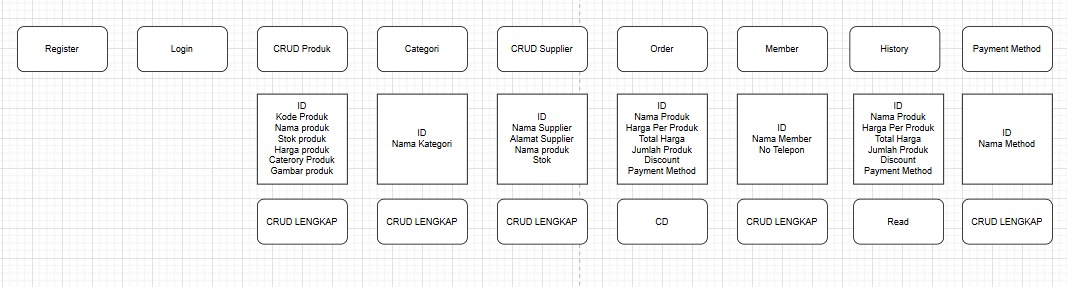 Register
Login
CRUD Produk
Categori
CRUD Supplier
Order
Member
History
Payment Method
ID
Kode Produk
Nama produk
Stok produk
Harga produk
Caterory Produk
Gambar produk
ID
Nama Kategori
ID
Nama Supplier
Alamat Supplier
Nama produk
Stok
ID
Nama Produk
Harga Per Produk
Total Harga
Jumlah Produk
Discount
Payment Method
ID
Nama Member
No Telepon
ID
Nama Produk
Harga Per Produk
Total Harga
Jumlah Produk
Discount
Payment Method
ID
Nama Method
CRUD LENGKAP
CRUD LENGKAP
CRUD LENGKAP
CD
CRUD LENGKAP
Read
CRUD LENGKAP